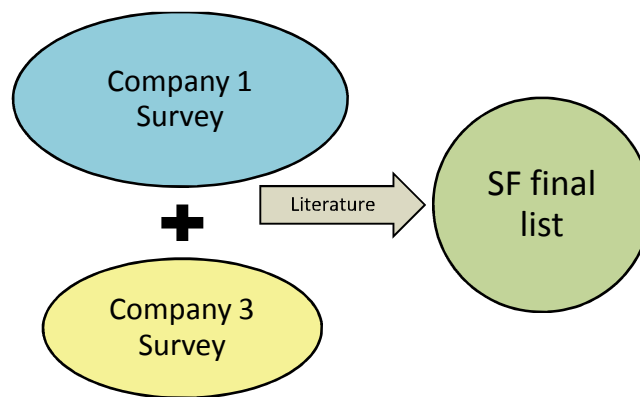 Company 1
Survey
Literature
SF final
list
Company 3
Survey